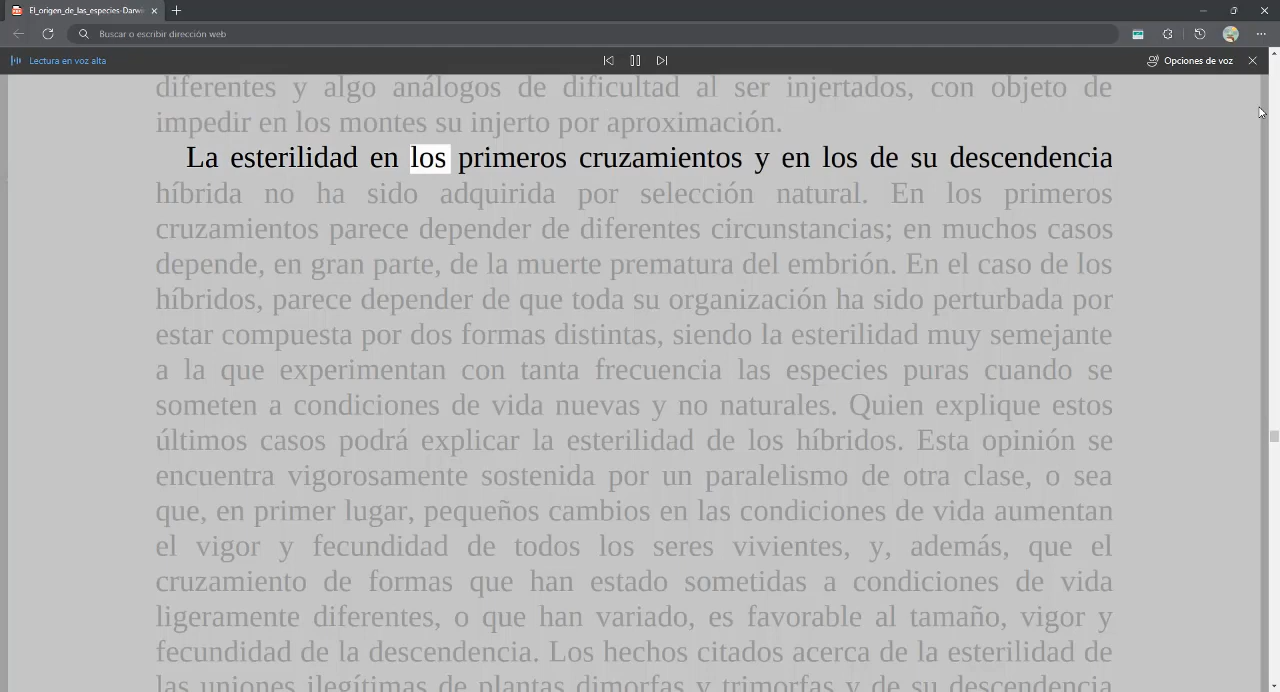 El_origen_de_las_especies-Darwi
Buscar o escribir dirección web
Lectura en voz alta
Opciones de voz
diferentes y algo análogos de dificultad al ser injertados, con objeto de
impedir en los montes su injerto por aproximación.
La esterilidad en los primeros cruzamientos y en los de su descendencia
híbrida no ha sido adquirida por selección natural. En los primeros
cruzamientos parece depender de diferentes circunstancias; en muchos casos
depende, en gran parte, de la muerte prematura del embrión. En el caso de los
híbridos, parece depender de que toda su organización ha sido perturbada por
estar compuesta por dos formas distintas, siendo la esterilidad muy semejante
a la que experimentan con tanta frecuencia las especies puras cuando se
someten a condiciones de vida nuevas y no naturales. Quien explique estos
últimos casos podrá explicar la esterilidad de los híbridos. Esta opinión se
encuentra vigorosamente sostenida por un paralelismo de otra clase, o sea
que, en primer lugar, pequeños cambios en las condiciones de vida aumentan
el vigor y fecundidad de todos los seres vivientes, y, además, que el
cruzamiento de formas que han estado sometidas a condiciones de vida
ligeramente diferentes, o que han variado, es favorable al tamaño, vigor y
fecundidad de la descendencia. Los hechos citados acerca de la esterilidad de
las uniones ilegítimas de plantas dimorfas y trimorfas y de su descendencia